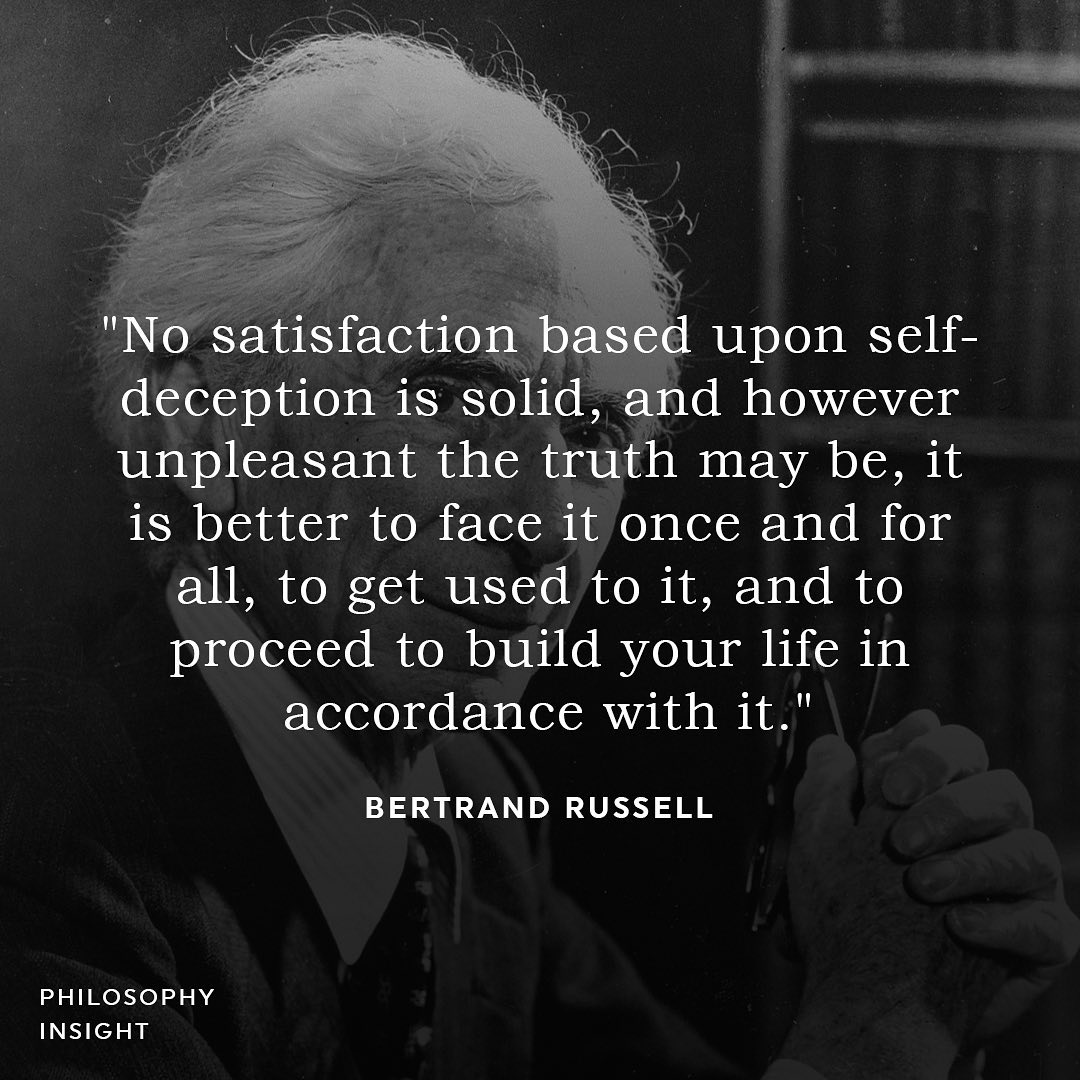 "No satisfaction based upon self-
deception is solid, and however
unpleasant the truth may be, it
is better to face it once and for
all, to get used to it, and to
proceed to build your life in
accordance with it."
BERTRAND RUSSELL
PHILOSOPHY
INSIGHT